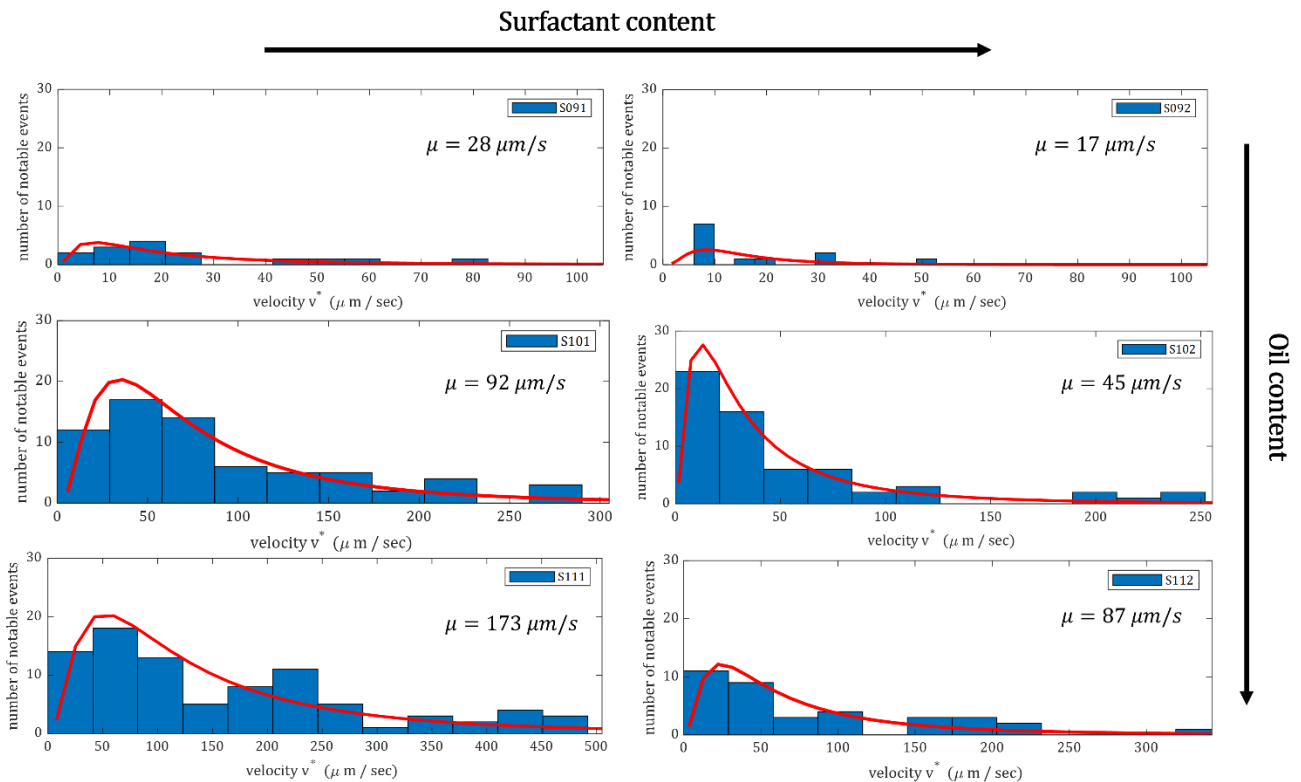 Surfactant content
30
20
10
0
number of notable events
S091
μ = 28 μm/s
0 10 20 30 40 50 60 70 80 90 100
velocity v* (μ m / sec)
30
20
10
0
number of notable events
S092
μ = 17 μm/s
0 10 20 30 40 50 60 70 80 90 100
velocity v* (μ m / sec)
30
20
10
0
number of notable events
S101
μ = 92 μm/s
0 50 100 150 200 250 300
velocity v* (μ m / sec)
30
20
10
0
number of notable events
S102
μ = 45 μm/s
0 50 100 150 200 250
velocity v* (μ m / sec)
Oil content
30
20
10
0
number of notable events
S111
μ = 173 μm/s
0 50 100 150 200 250 300 350 400 450 500
velocity v* (μ m / sec)
30
20
10
0
number of notable events
S112
μ = 87 μm/s
0 50 100 150 200 250 300
velocity v* (μ m / sec)